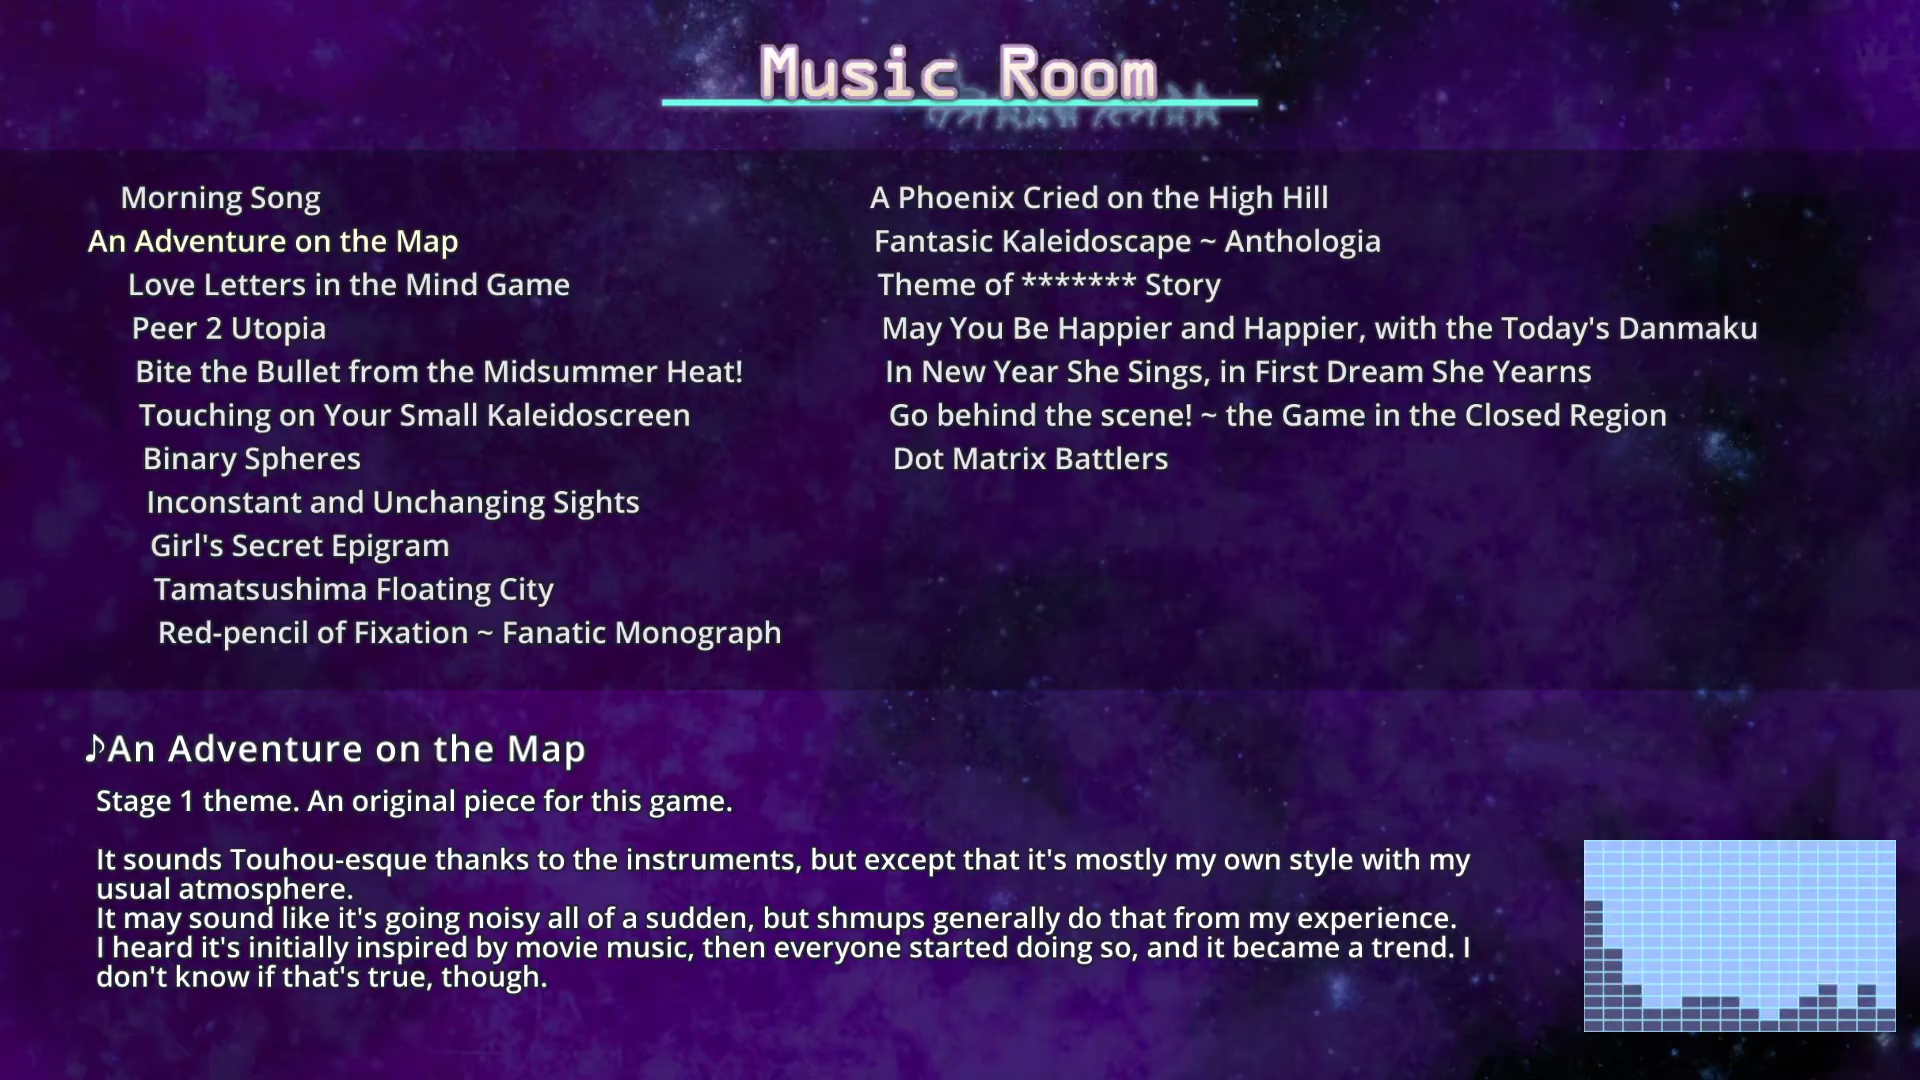 Music Room
Morning Song
An Adventure on the Map
Love Letters in the Mind Game
Peer 2 Utopia
Bite the Bullet from the Midsummer Heat!
Touching on Your Small Kaleidoscreen
Binary Spheres
Inconstant and Unchanging Sights
Girl's Secret Epigram
Tamatsushima Floating City
Red-pencil of Fixation ~ Fanatic Monograph
A Phoenix Cried on the High Hill
Fantasic Kaleidoscape ~ Anthologia
Theme of ******* Story
May You Be Happier and Happier, with the Today's Danmaku
In New Year She Sings, in First Dream She Yearns
Go behind the scene! ~ the Game in the Closed Region
Dot Matrix Battlers
♪An Adventure on the Map
Stage 1 theme. An original piece for this game.
It sounds Touhou-esque thanks to the instruments, but except that it's mostly my own style with my
usual atmosphere.
It may sound like it's going noisy all of a sudden, but shmups generally do that from my experience.
I heard it's initially inspired by movie music, then everyone started doing so, and it became a trend. I
don't know if that's true, though.